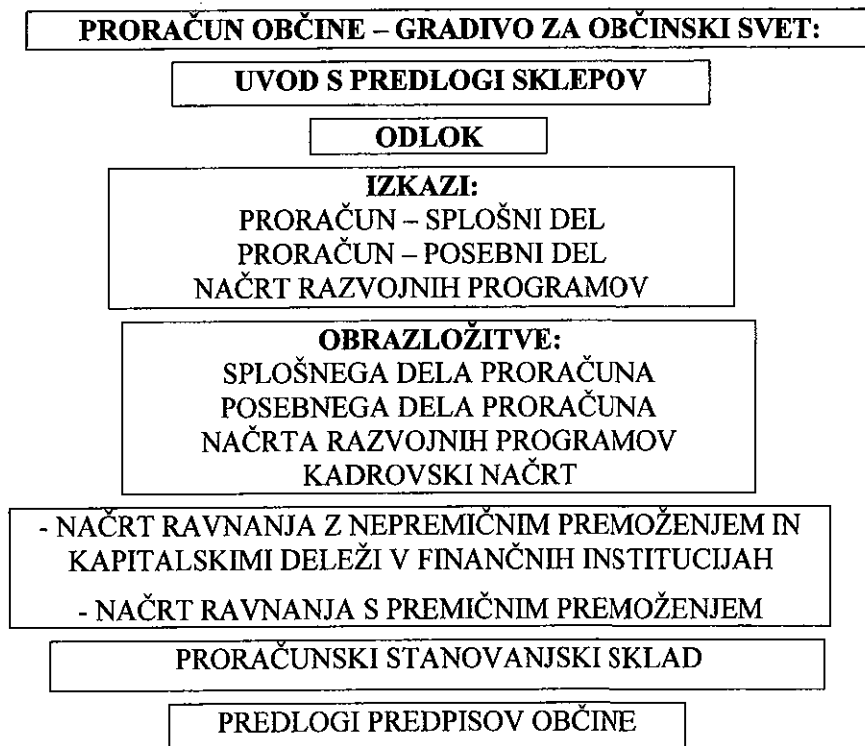 PRORAČUN OBČINE – GRADIVO ZA OBČINSKI SVET:
UVOD S PREDLOGI SKLEPOV
ODLOK
IZKAZI:
PRORAČUN – SPLOŠNI DEL
PRORAČUN – POSEBNI DEL
NAČRT RAZVOJNIH PROGRAMOV
OBRAZLOŽITVE:
SPLOŠNEGA DELA PRORAČUNA
POSEBNEGA DELA PRORAČUNA
NAČRTA RAZVOJNIH PROGRAMOV
KADROVSKI NAČRT
- NAČRT RAVNANJA Z NEPREMIČNIM PREMOŽENJEM IN
KAPITALSKIMI DELEŽI V FINANČNIH INSTITUCIJAH
- NAČRT RAVNANJA S PREMIČNIM PREMOŽENJEM
PRORAČUNSKI STANOVANJSKI SKLAD
PREDLOGI PREDPISOV OBČINE